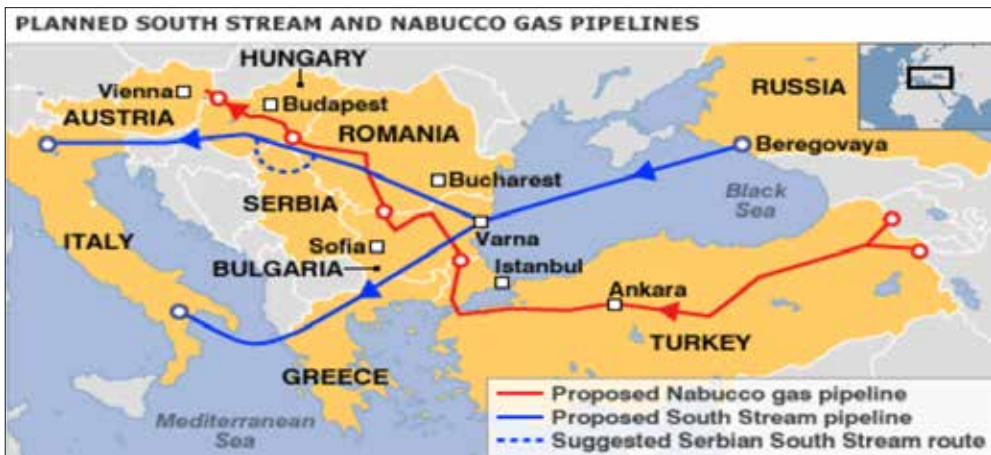 PLANNED SOUTH STREAM AND NABUCCO GAS PIPELINES
HUNGARY
RUSSIA
Vienna
Budapest
AUSTRIA
ROMANIA
Beregovaya
Bucharest
Black
Sea
SERBIA
ITALY
Varna
Sofia
BULGARIA
Istanbul
Ankara
TURKEY
GREECE
Mediterranean
Sea
Proposed Nabucco gas pipeline
Proposed South Stream pipeline
Suggested Serbian South Stream route